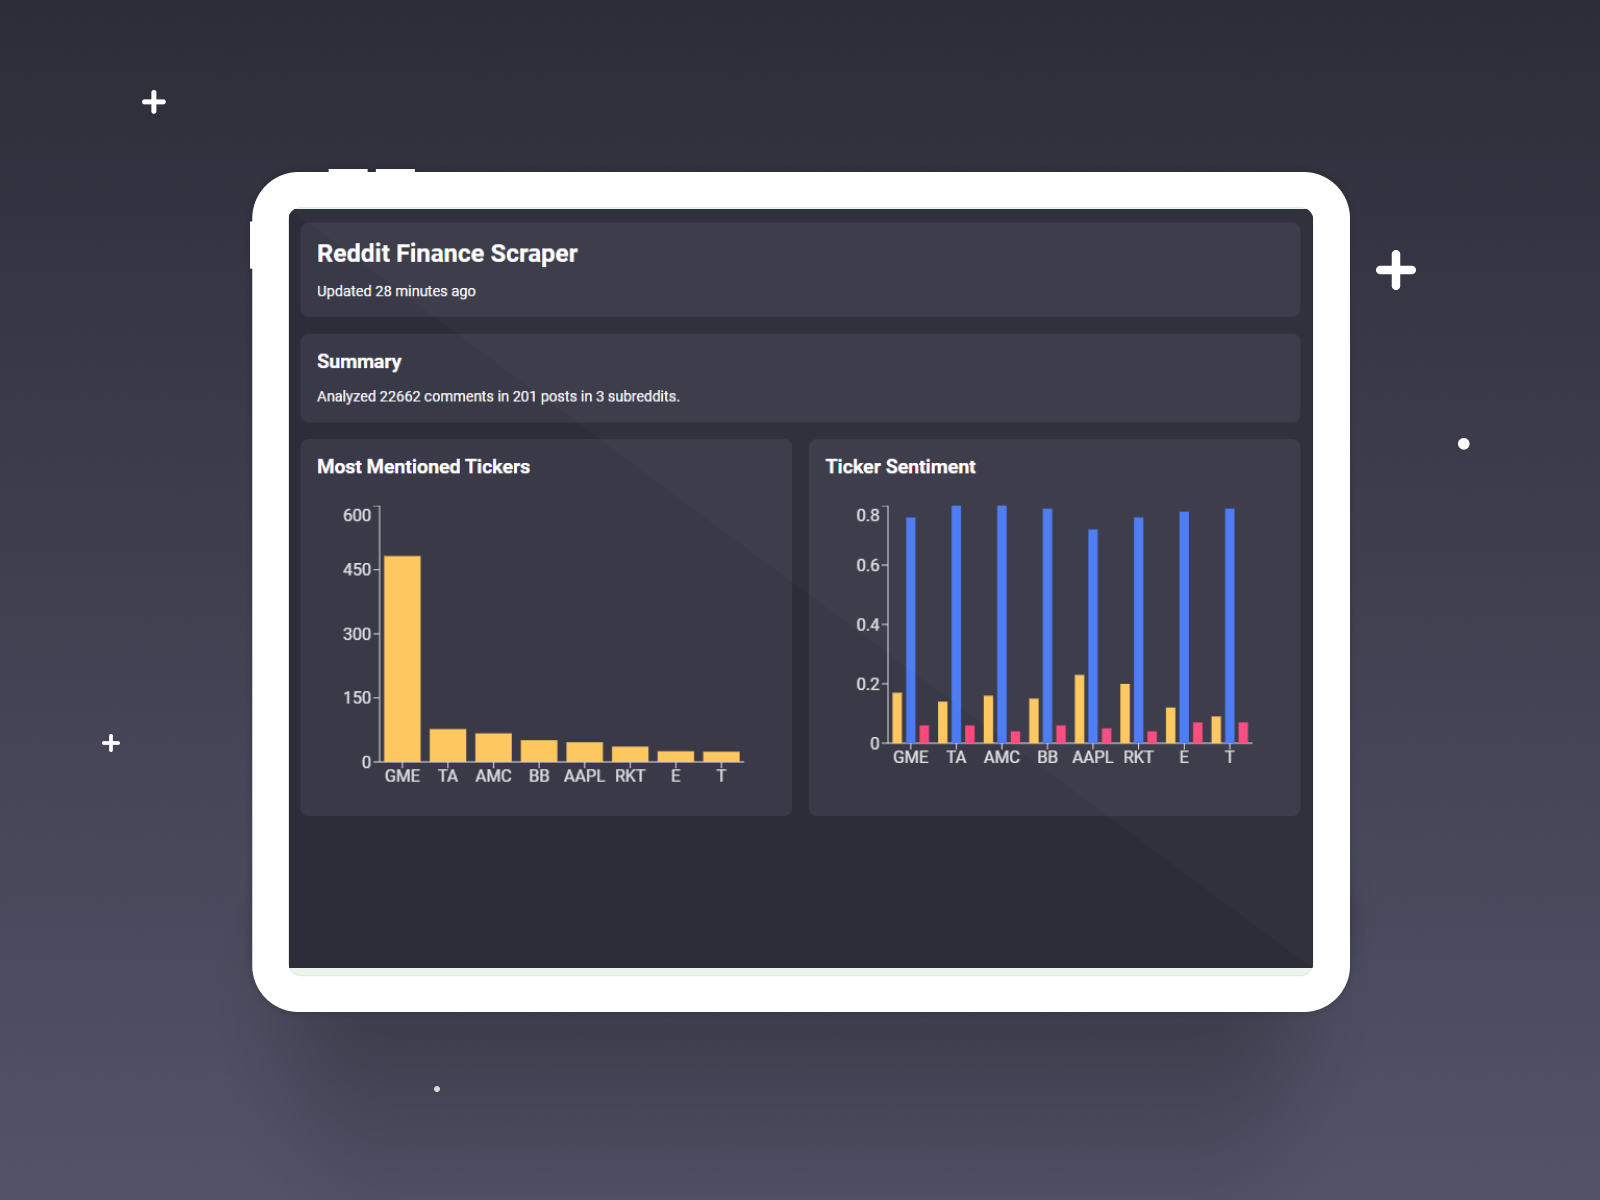 Reddit Finance Scraper
Updated 28 minutes ago
Summary
Analyzed 22662 comments in 201 posts in 3 subreddits.
Most Mentioned Tickers
600
450
300
150
0
GME TA AMC BB AAPL RKT E T
Ticker Sentiment
0.8
0.6
0.4
0.2
0
GME TA AMC BB AAPL RKT E T